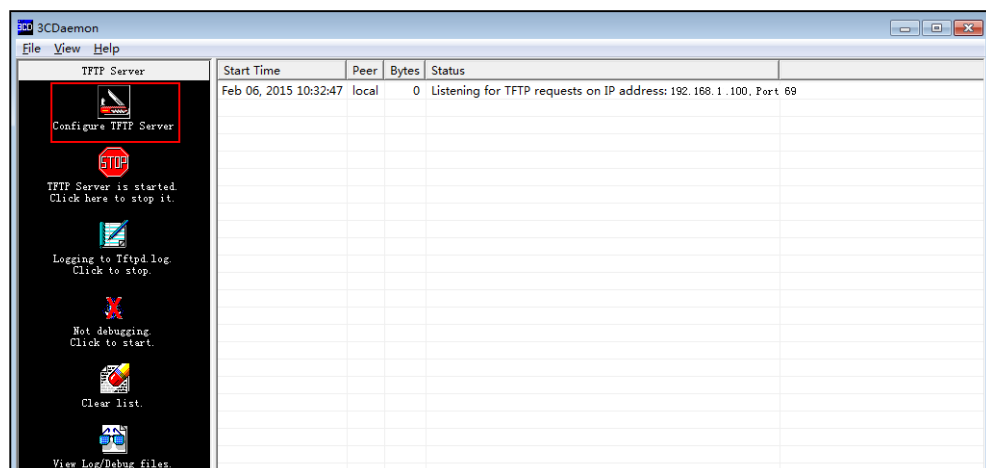 3CD 3CDaemon
File View Help
TFTP Server
Start Time Peer Bytes Status
Feb 06, 2015 10:32:47 local 0 Listening for TFTP requests on IP address: 192.168.1.100, Port 69
Configure TFTP Server
STOP
TFTP Server is started.
Click here to stop it.
Logging to Tftpd.log.
Click to stop.
Not debugging.
Click to start.
Clear list.
View Log/Debug files.